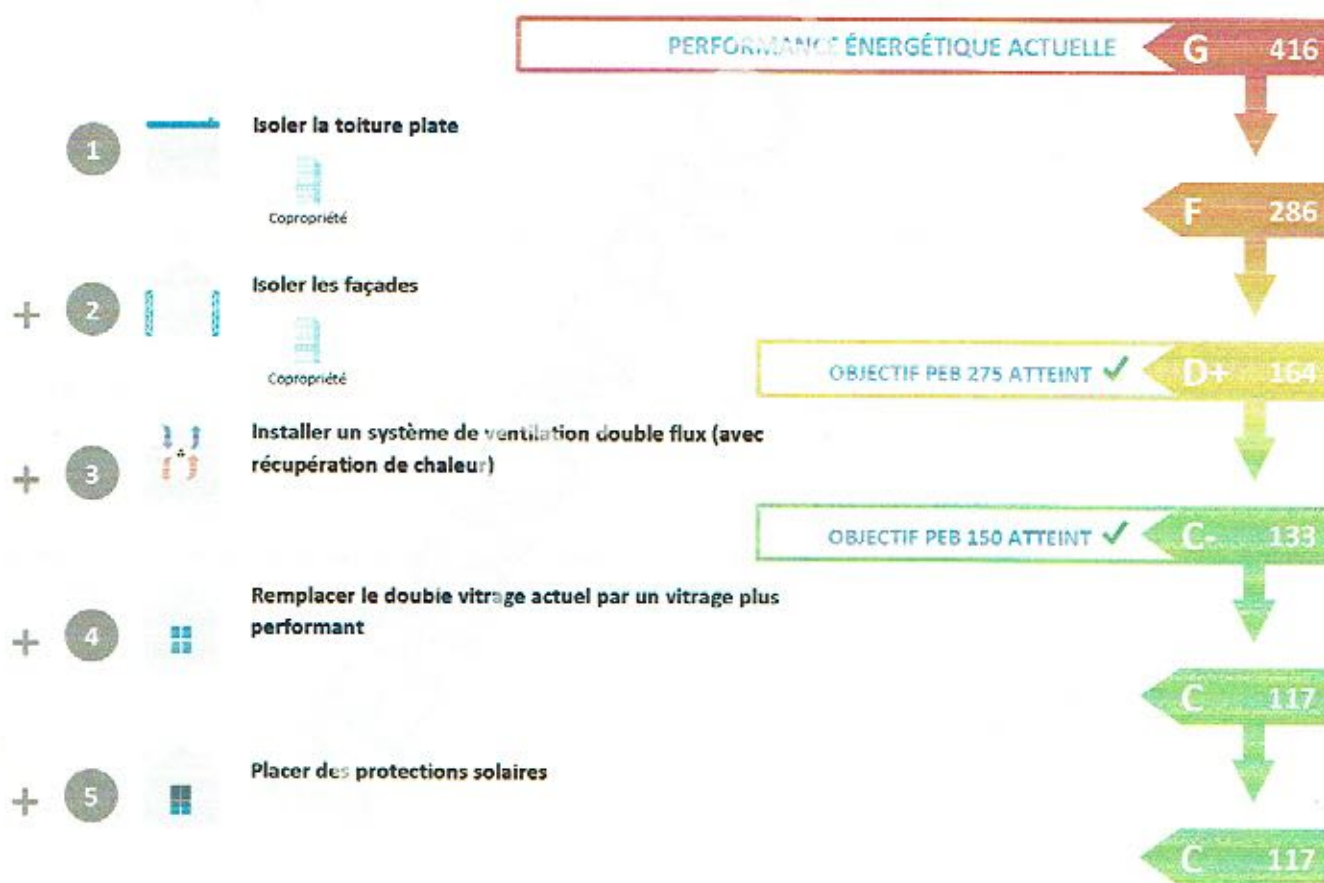 PERFORMANCE ÉNERGÉTIQUE ACTUELLE G 416
1 Isoler la toiture plate
Copropriété
F 286
+ 2 Isoler les façades
Copropriété
OBJECTIF PEB 275 ATTEINT ✓ D+ 164
+ 3 Installer un système de ventilation double flux (avec
récupération de chaleur)
OBJECTIF PEB 150 ATTEINT ✓ C- 133
+ 4 Remplacer le double vitrage actuel par un vitrage plus
performant
C 117
+ 5 Placer des protections solaires
C 117